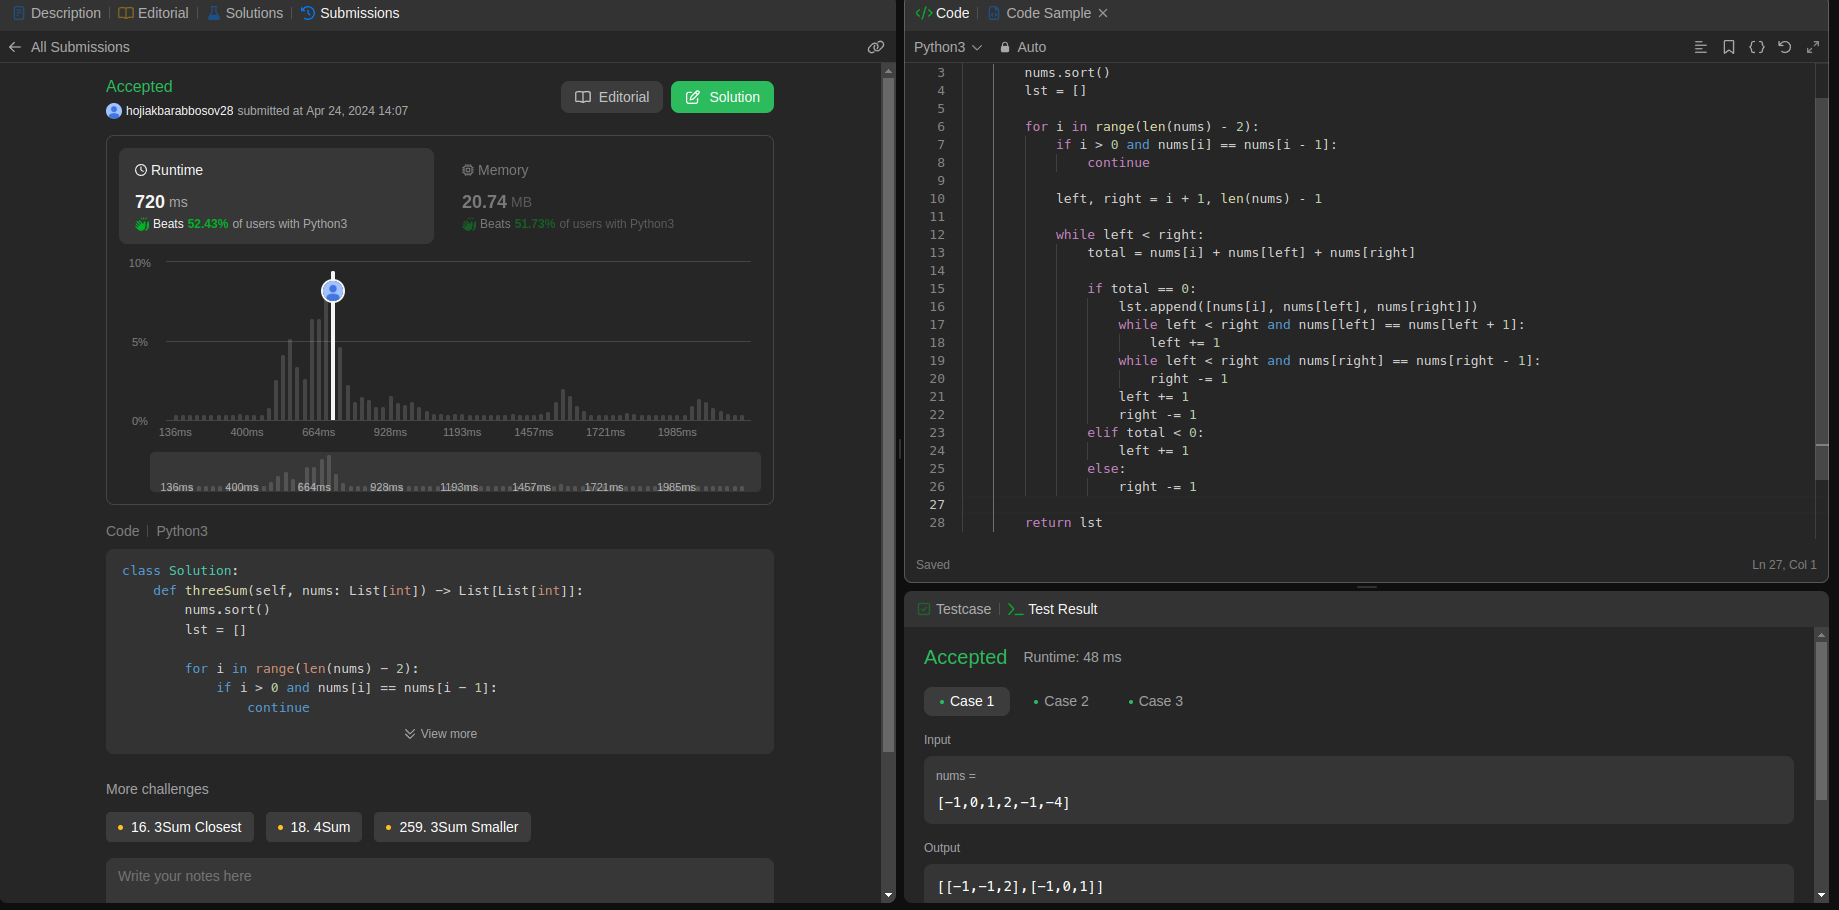 Description
Editorial
Solutions
Submissions
All Submissions
Accepted
hojiakbarabbosov28 submitted at Apr 24, 2024 14:07
Editorial
Solution
Runtime
720 ms
Beats 52.43% of users with Python3
Memory
20.74 MB
Beats 51.73% of users with Python3
10%
5%
0%
136ms 400ms 664ms 928ms 1193ms 1457ms 1721ms 1985ms
136ms 400ms 664ms 928ms 1193ms 1457ms 1721ms 1985ms
Code
Python3
class Solution:
    def threeSum(self, nums: List[int]) -> List[List[int]]:
        nums.sort()
        lst = []
        for i in range(len(nums) - 2):
            if i > 0 and nums[i] == nums[i - 1]:
                continue
View more
More challenges
16. 3Sum Closest
18. 4Sum
259. 3Sum Smaller
Write your notes here
</> Code
Code Sample
Python3
Auto
3         nums.sort()
4         lst = []
5
6         for i in range(len(nums) - 2):
7             if i > 0 and nums[i] == nums[i - 1]:
8                 continue
9
10             left, right = i + 1, len(nums) - 1
11
12             while left < right:
13                 total = nums[i] + nums[left] + nums[right]
14
15                 if total == 0:
16                     lst.append([nums[i], nums[left], nums[right]])
17                     while left < right and nums[left] == nums[left + 1]:
18                         left += 1
19                     while left < right and nums[right] == nums[right - 1]:
20                         right -= 1
21                     left += 1
22                     right -= 1
23                 elif total < 0:
24                     left += 1
25                 else:
26                     right -= 1
27
28         return lst
Saved
Ln 27, Col 1
Testcase
Test Result
Accepted
Runtime: 48 ms
Case 1
Case 2
Case 3
Input
nums =
[-1,0,1,2,-1,-4]
Output
[[-1,-1,2],[-1,0,1]]